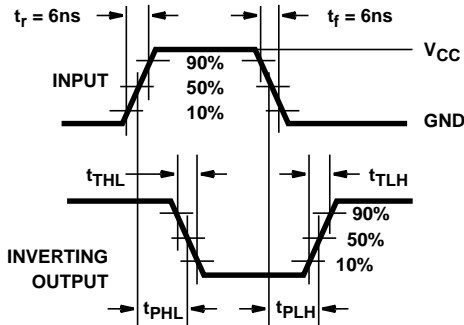 tr = 6ns
tf = 6ns
VCC
INPUT
90%
50%
10%
GND
tTHL
tTLH
90%
50%
10%
INVERTING
OUTPUT
tPHL
tPLH